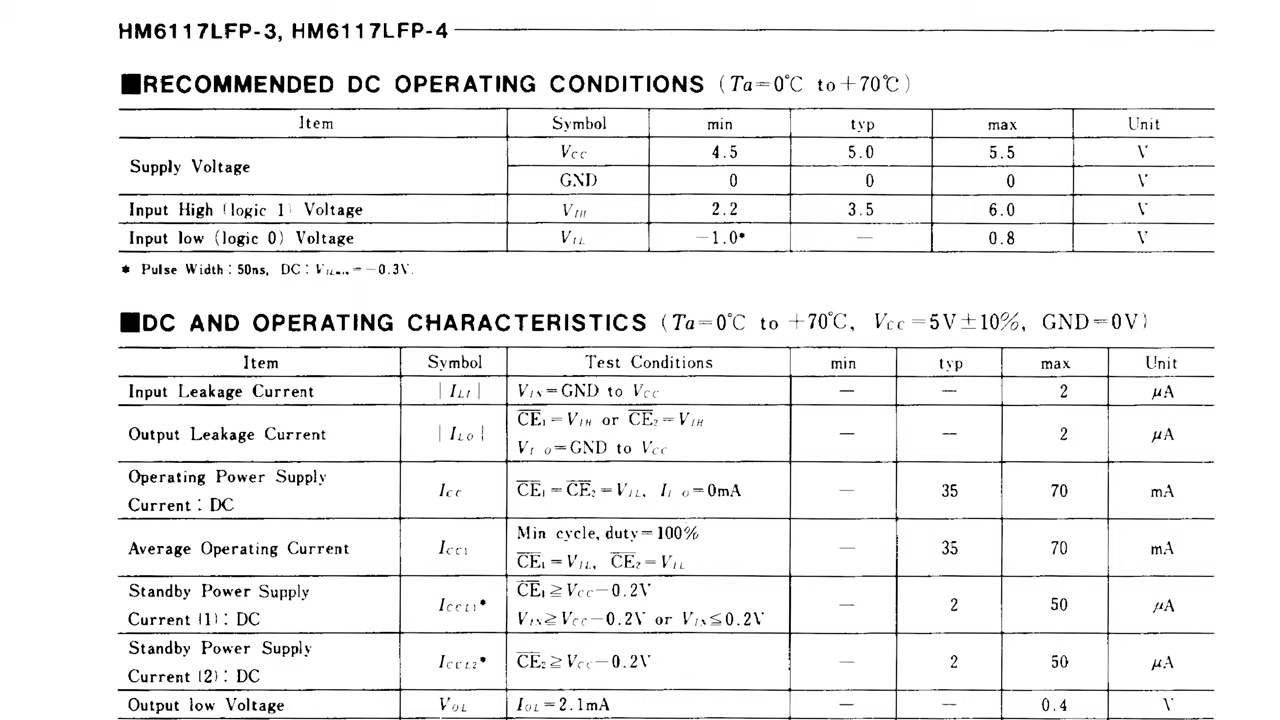 HM6117LFP-3, HM6117LFP-4
■RECOMMENDED DC OPERATING CONDITIONS (Ta=0℃ to+70℃)
Item Symbol min typ max Unit
Supply Voltage VCC 4.5 5.0 5.5 V
GND 0 0 0 V
Input High (logic 1) Voltage VIH 2.2 3.5 6.0 V
Input low (logic 0) Voltage VIL −1.0* — 0.8 V
* Pulse Width: 50ns, DC: VILmin=−0.3V.
■DC AND OPERATING CHARACTERISTICS (Ta=0℃ to +70℃, VCC=5V±10%, GND=0V)
Item Symbol Test Conditions min typ max Unit
Input Leakage Current |ILI| VIN=GND to VCC — — 2 μA
Output Leakage Current |ILO| C̅E̅1=VIH or C̅E̅2=VIH
VI/O=GND to VCC — — 2 μA
Operating Power Supply
Current: DC ICC C̅E̅1=C̅E̅2=VIL, II/O=0mA — 35 70 mA
Average Operating Current ICC1 Min cycle, duty=100%
C̅E̅1=VIL, C̅E̅2=VIL — 35 70 mA
Standby Power Supply
Current (1): DC ICCL1* C̅E̅1≧VCC−0.2V
VIN≧VCC−0.2V or VIN≦0.2V — 2 50 μA
Standby Power Supply
Current (2): DC ICCL2* C̅E̅2≧VCC−0.2V — 2 50 μA
Output low Voltage VOL IOL=2.1mA — — 0.4 V